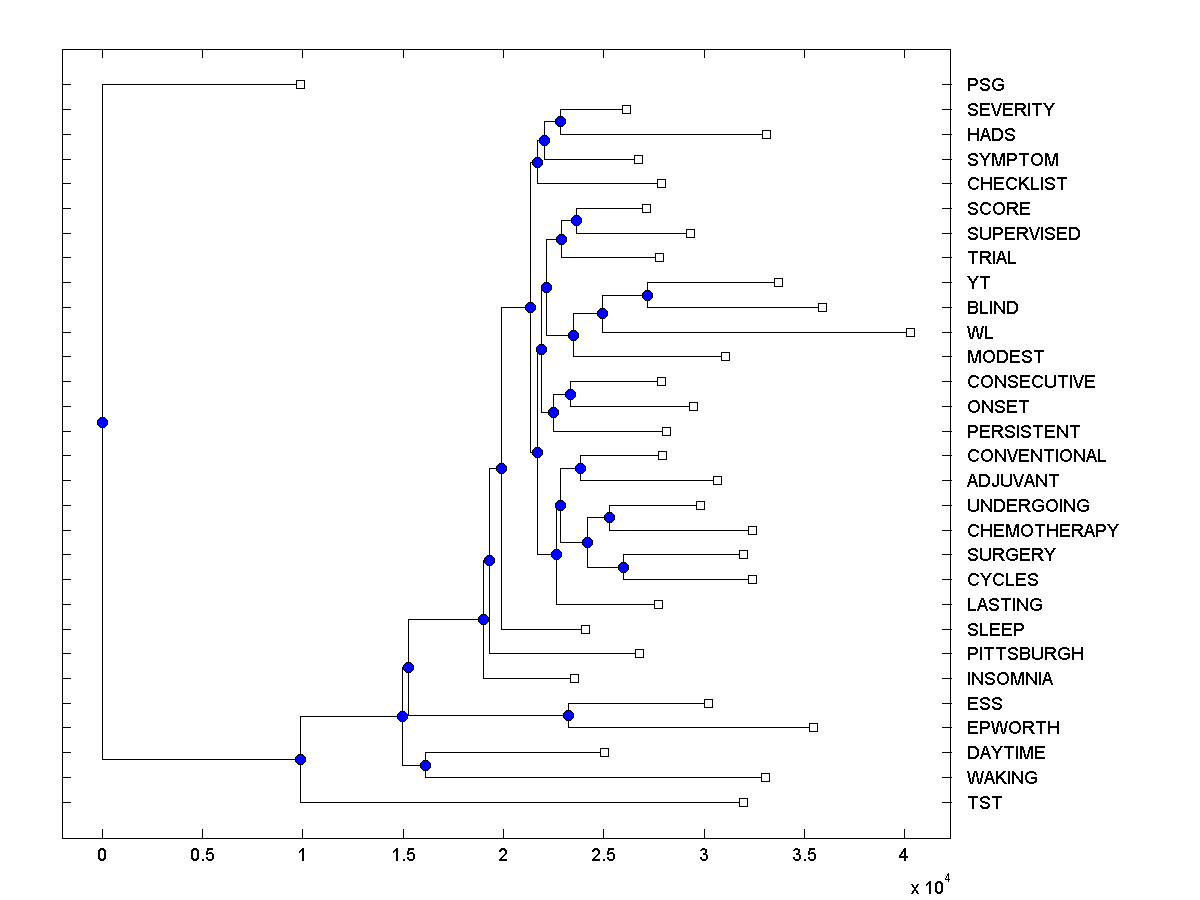 PSG
SEVERITY
HADS
SYMPTOM
CHECKLIST
SCORE
SUPERVISED
TRIAL
YT
BLIND
WL
MODEST
CONSECUTIVE
ONSET
PERSISTENT
CONVENTIONAL
ADJUVANT
UNDERGOING
CHEMOTHERAPY
SURGERY
CYCLES
LASTING
SLEEP
PITTSBURGH
INSOMNIA
ESS
EPWORTH
DAYTIME
WAKING
TST
0 0.5 1 1.5 2 2.5 3 3.5 4
x 10^4